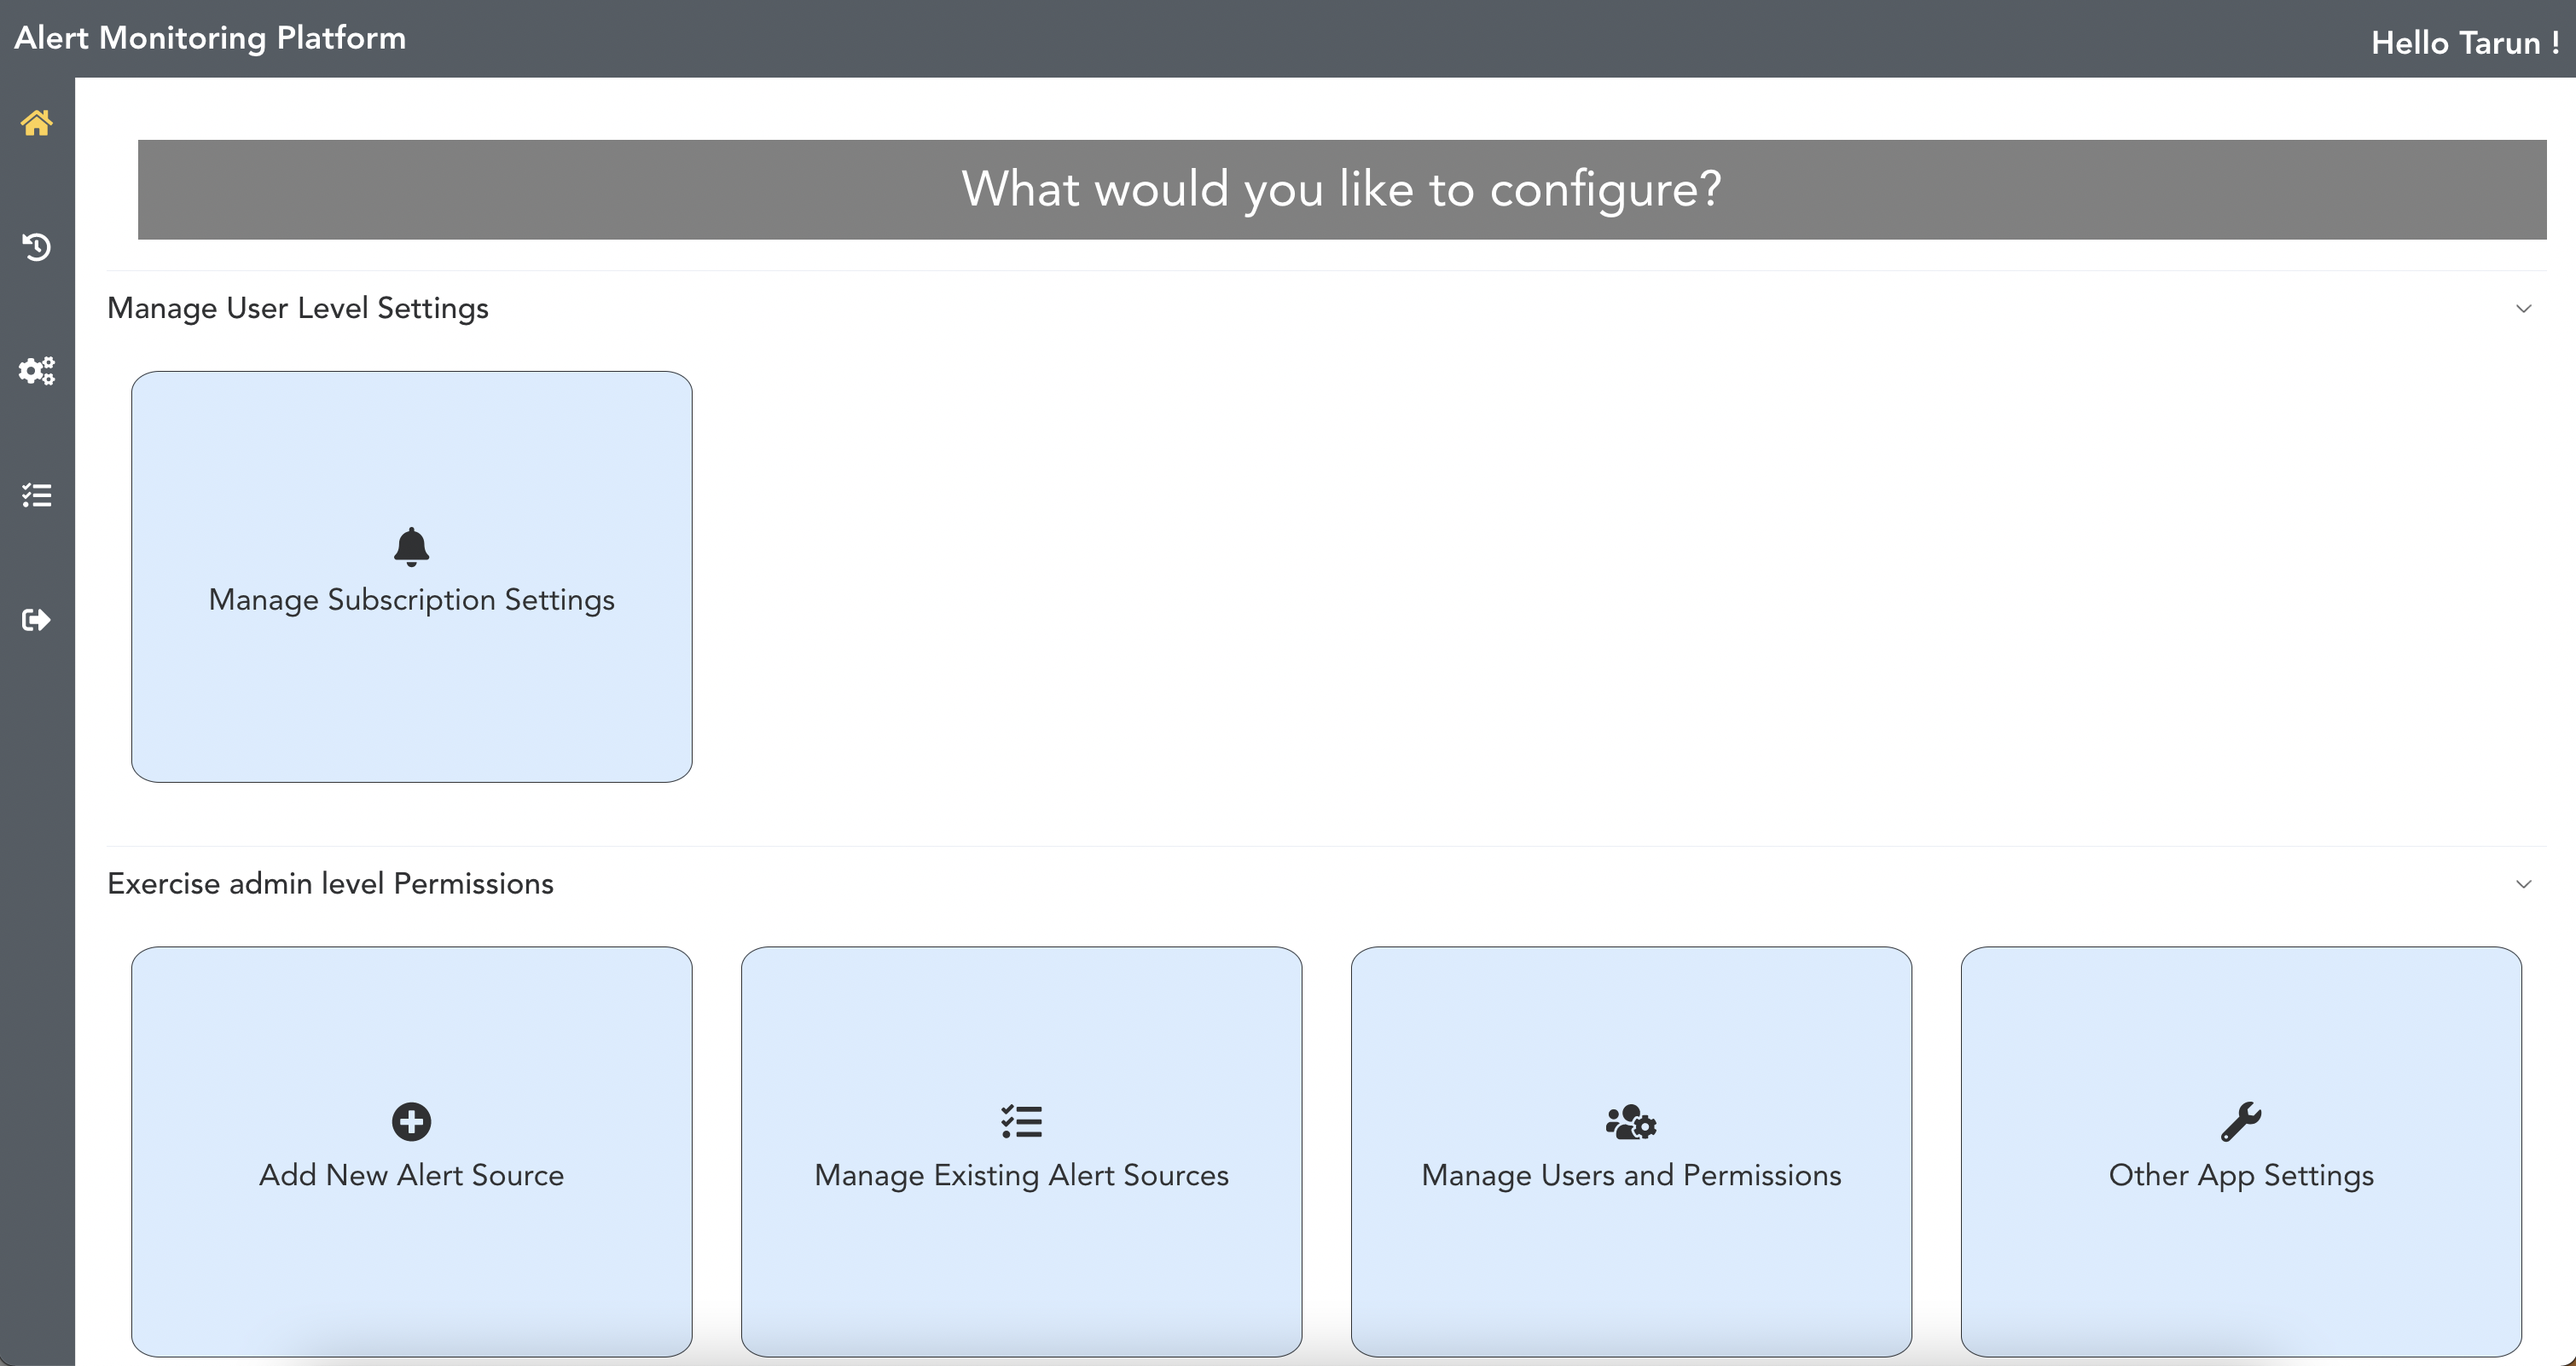 Alert Monitoring Platform
Hello Tarun !
What would you like to configure?
Manage User Level Settings
Manage Subscription Settings
Exercise admin level Permissions
Add New Alert Source
Manage Existing Alert Sources
Manage Users and Permissions
Other App Settings